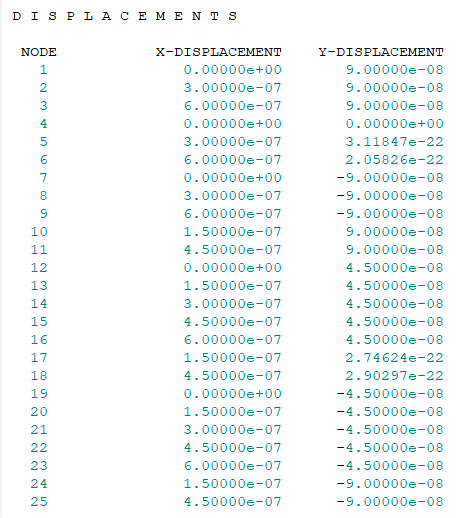 D I S P L A C E M E N T S
NODE X-DISPLACEMENT Y-DISPLACEMENT
1 0.00000e+00 9.00000e-08
2 3.00000e-07 9.00000e-08
3 6.00000e-07 9.00000e-08
4 0.00000e+00 0.00000e+00
5 3.00000e-07 3.11847e-22
6 6.00000e-07 2.05826e-22
7 0.00000e+00 -9.00000e-08
8 3.00000e-07 -9.00000e-08
9 6.00000e-07 -9.00000e-08
10 1.50000e-07 9.00000e-08
11 4.50000e-07 9.00000e-08
12 0.00000e+00 4.50000e-08
13 1.50000e-07 4.50000e-08
14 3.00000e-07 4.50000e-08
15 4.50000e-07 4.50000e-08
16 6.00000e-07 4.50000e-08
17 1.50000e-07 2.74624e-22
18 4.50000e-07 2.90297e-22
19 0.00000e+00 -4.50000e-08
20 1.50000e-07 -4.50000e-08
21 3.00000e-07 -4.50000e-08
22 4.50000e-07 -4.50000e-08
23 6.00000e-07 -4.50000e-08
24 1.50000e-07 -9.00000e-08
25 4.50000e-07 -9.00000e-08